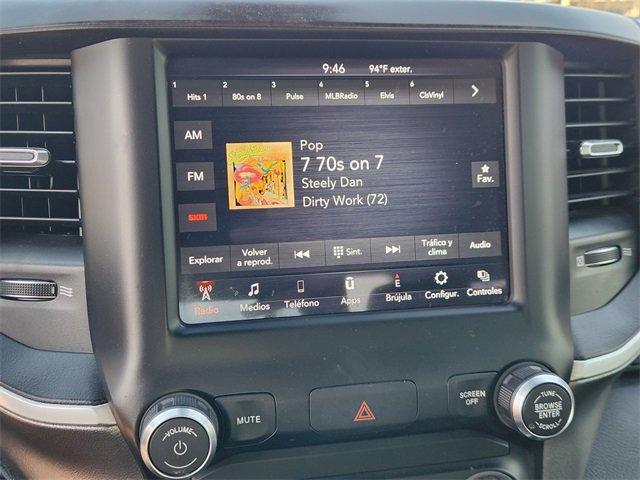 9:46 94°F exter.
1 Hits 1 2 80s on 8 3 Pulse 4 MLBRadio 5 Elvis 6 ClsVinyl
AM
FM
SXM
Pop
7 70s on 7
Steely Dan
Dirty Work (72)
Fav.
Explorar
Volver
a reprod.
Sint.
Tráfico y
clima
Audio
Radio Medios Teléfono Apps E Brújula Configur. Controles
VOLUME
MUTE
SCREEN
OFF
TUNE
BROWSE
ENTER
SCROLL